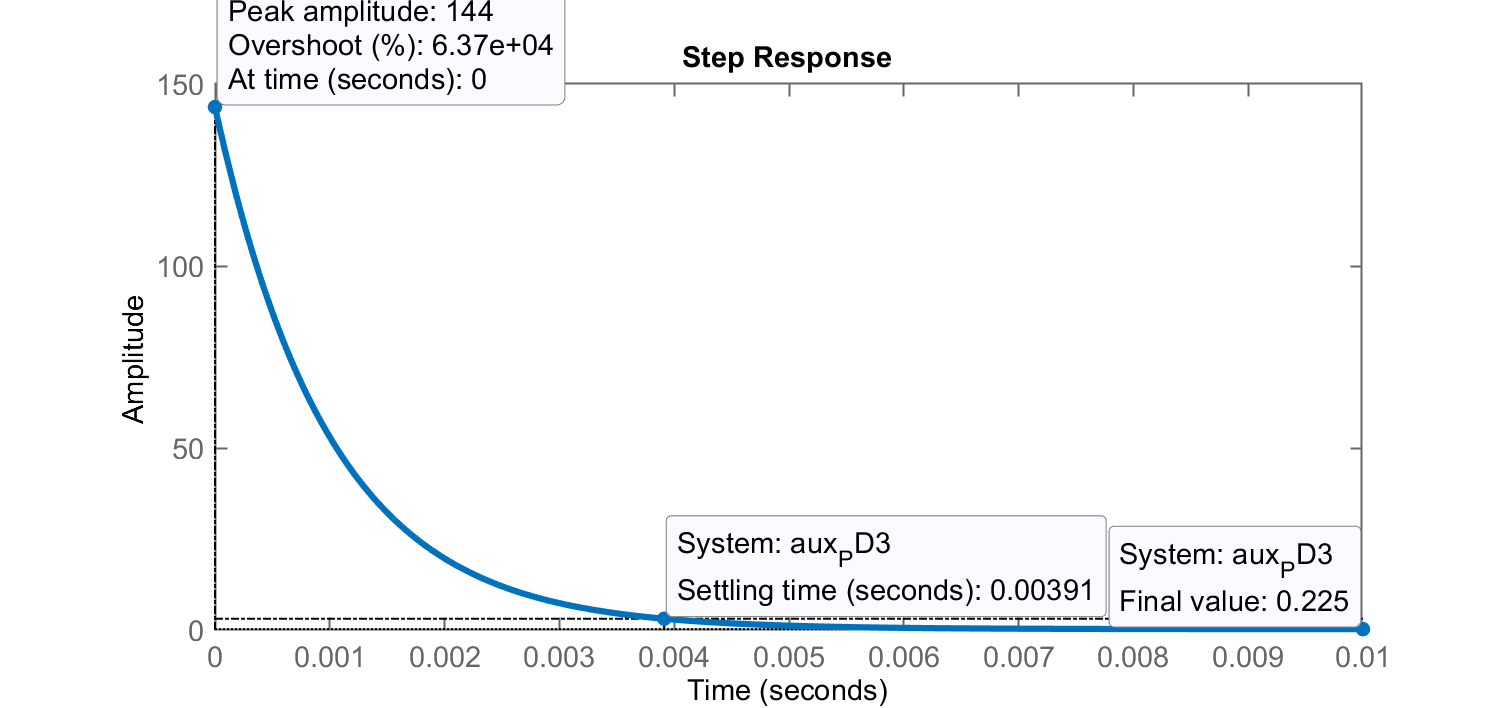 Peak amplitude: 144
Overshoot (%): 6.37e+04
At time (seconds): 0
Step Response
150
100
50
0
Amplitude
System: aux_PD3
Settling time (seconds): 0.00391
System: aux_PD3
Final value: 0.225
0 0.001 0.002 0.003 0.004 0.005 0.006 0.007 0.008 0.009 0.01
Time (seconds)